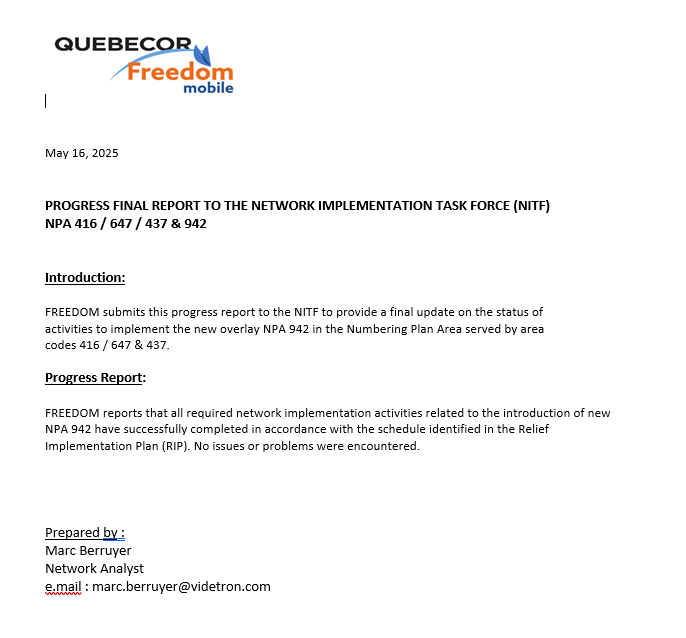 QUEBECOR
Freedom
mobile
May 16, 2025
PROGRESS FINAL REPORT TO THE NETWORK IMPLEMENTATION TASK FORCE (NITF)
NPA 416 / 647 / 437 & 942
Introduction:
FREEDOM submits this progress report to the NITF to provide a final update on the status of
activities to implement the new overlay NPA 942 in the Numbering Plan Area served by area
codes 416 / 647 & 437.
Progress Report:
FREEDOM reports that all required network implementation activities related to the introduction of new
NPA 942 have successfully completed in accordance with the schedule identified in the Relief
Implementation Plan (RIP). No issues or problems were encountered.
Prepared by :
Marc Berruyer
Network Analyst
e.mail : marc.berruyer@videtron.com